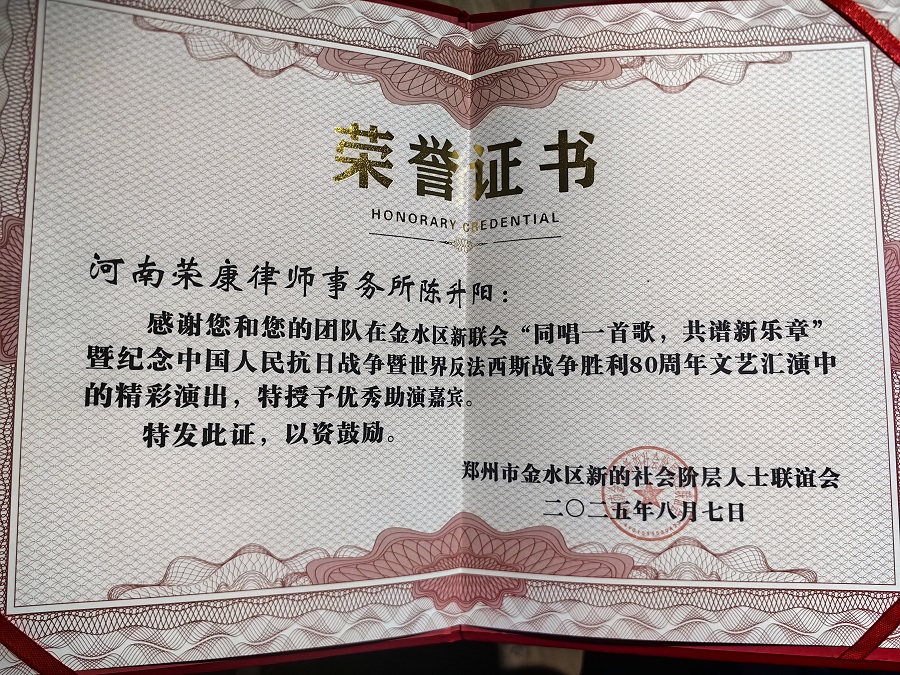 荣誉证书
HONORARY CREDENTIAL
河南荣康律师事务所陈升阳：
感谢您和您的团队在金水区新联会“同唱一首歌，共谱新乐章”
暨纪念中国人民抗日战争暨世界反法西斯战争胜利80周年文艺汇演中
的精彩演出，特授予优秀助演嘉宾。
特发此证，以资鼓励。
郑州市金水区新的社会阶层人士联谊会
二〇二五年八月七日